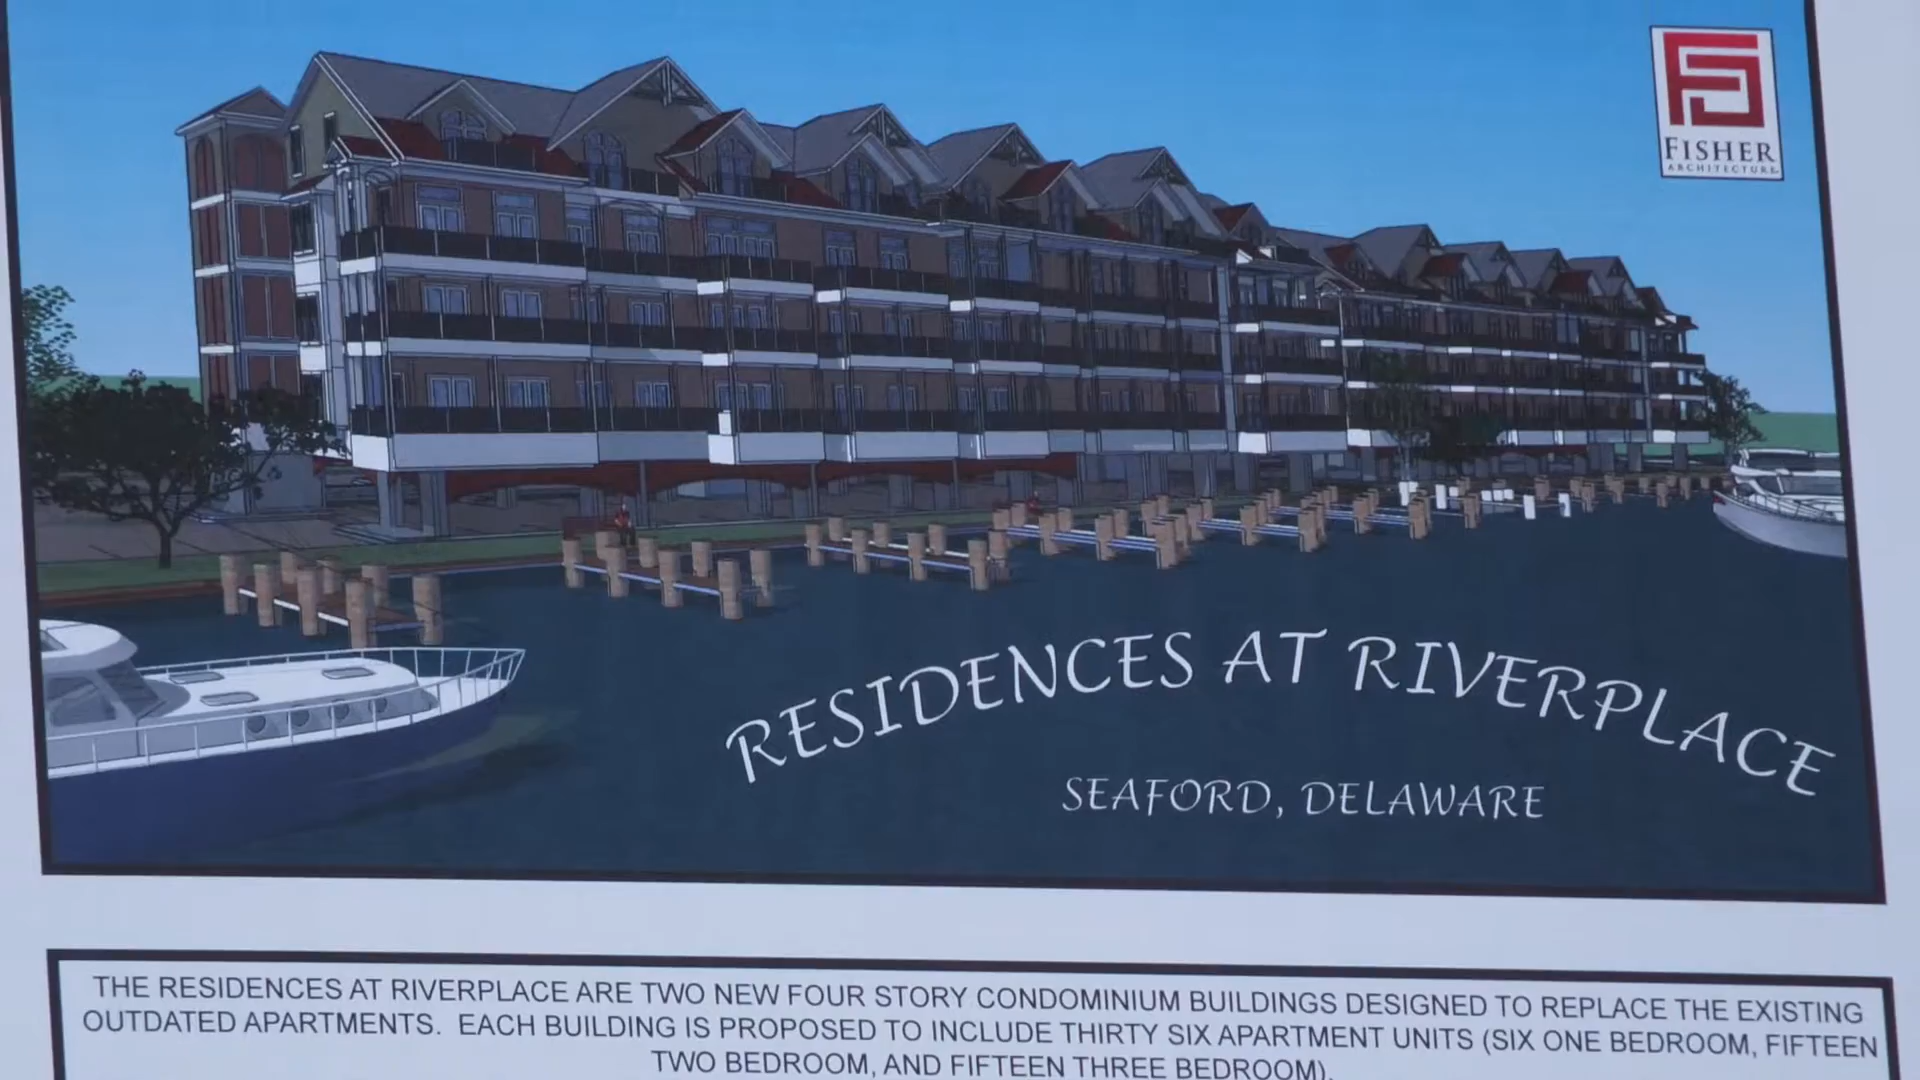 FISHER
ARCHITECTURE
RESIDENCES AT RIVERPLACE
SEAFORD, DELAWARE
THE RESIDENCES AT RIVERPLACE ARE TWO NEW FOUR STORY CONDOMINIUM BUILDINGS DESIGNED TO REPLACE THE EXISTING
OUTDATED APARTMENTS. EACH BUILDING IS PROPOSED TO INCLUDE THIRTY SIX APARTMENT UNITS (SIX ONE BEDROOM, FIFTEEN
TWO BEDROOM, AND FIFTEEN THREE BEDROOM).